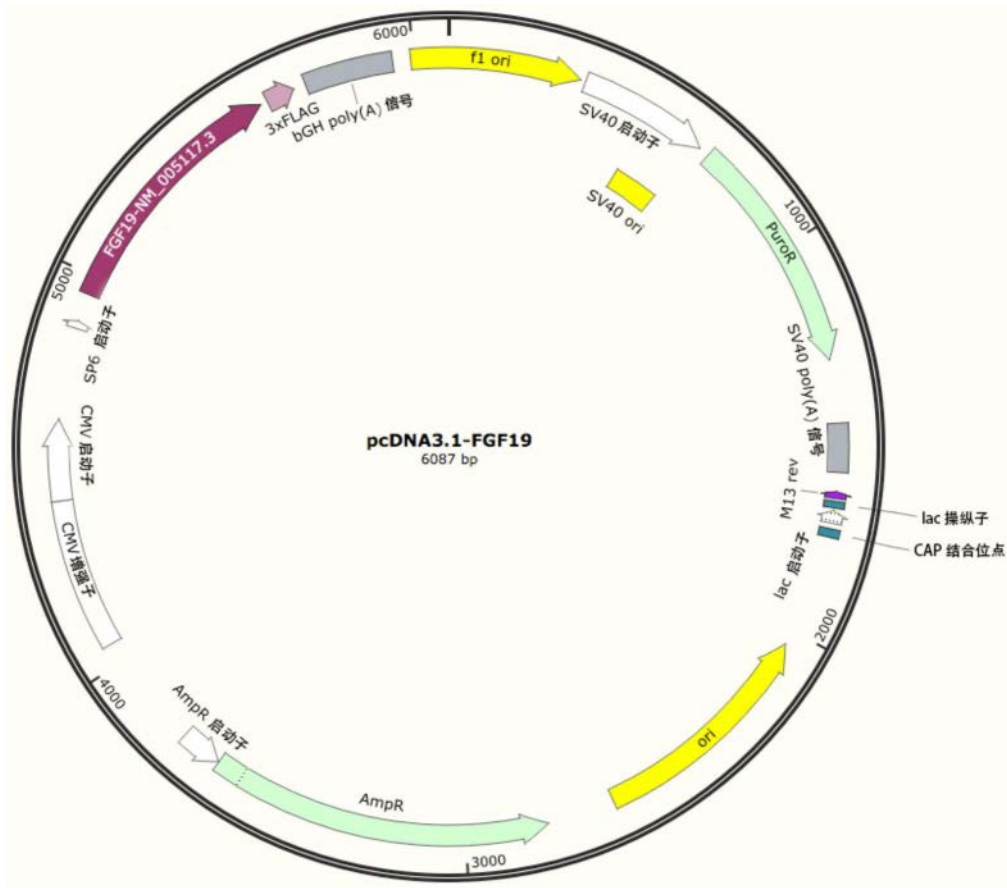 6000
f1 ori
3xFLAG
bGH poly(A) 信号
SV40 启动子
SV40 ori
FGF19-NM_005117.3
PuroR
1000
5000
SP6 启动子
SV40 poly(A) 信号
CMV 启动子
pcDNA3.1-FGF19
6087 bp
M13 rev
lac 操纵子
CAP 结合位点
lac 启动子
CMV增强子
2000
4000
AmpR 启动子
ori
AmpR
3000